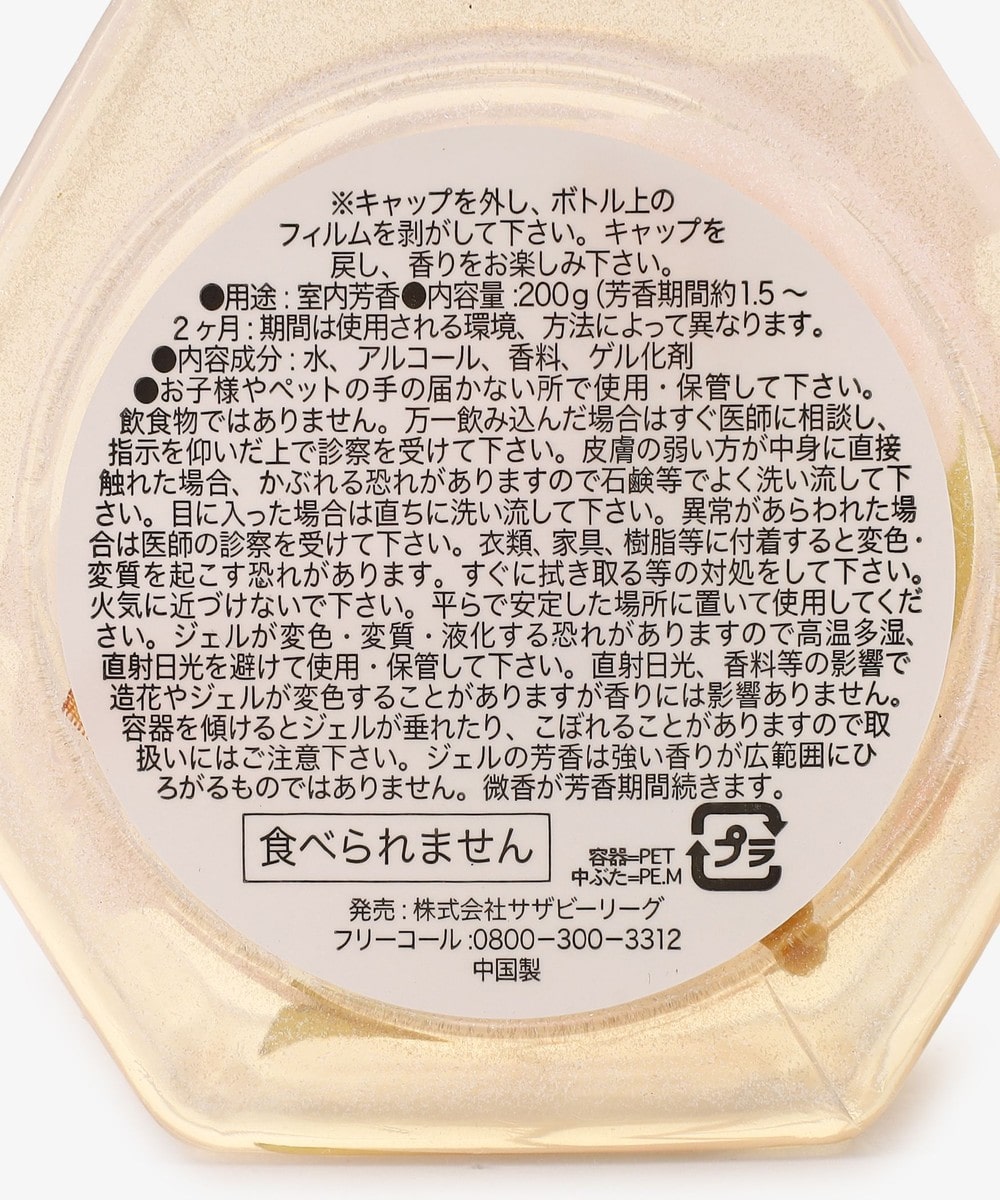 ※キャップを外し、ボトル上の
フィルムを剥がして下さい。キャップを
戻し、香りをお楽しみ下さい。
●用途：室内芳香●内容量：200g（芳香期間約1.5～
2ヶ月：期間は使用される環境、方法によって異なります。
●内容成分：水、アルコール、香料、ゲル化剤
●お子様やペットの手の届かない所で使用・保管して下さい。
飲食物ではありません。万一飲み込んだ場合はすぐ医師に相談し、
指示を仰いだ上で診察を受けて下さい。皮膚の弱い方が中身に直接
触れた場合、かぶれる恐れがありますので石鹸等でよく洗い流して下
さい。目に入った場合は直ちに洗い流して下さい。異常があらわれた場
合は医師の診察を受けて下さい。衣類、家具、樹脂等に付着すると変色・
変質を起こす恐れがあります。すぐに拭き取る等の対処をして下さい。
火気に近づけないで下さい。平らで安定した場所に置いて使用してくだ
さい。ジェルが変色・変質・液化する恐れがありますので高温多湿、
直射日光を避けて使用・保管して下さい。直射日光、香料等の影響で
造花やジェルが変色することがありますが香りには影響ありません。
容器を傾けるとジェルが垂れたり、こぼれることがありますので取
扱いにはご注意下さい。ジェルの芳香は強い香りが広範囲にひ
ろがるものではありません。微香が芳香期間続きます。
食べられません
容器=PET
中ぶた=PE.M
プラ
発売：株式会社サザビーリーグ
フリーコール：0800-300-3312
中国製